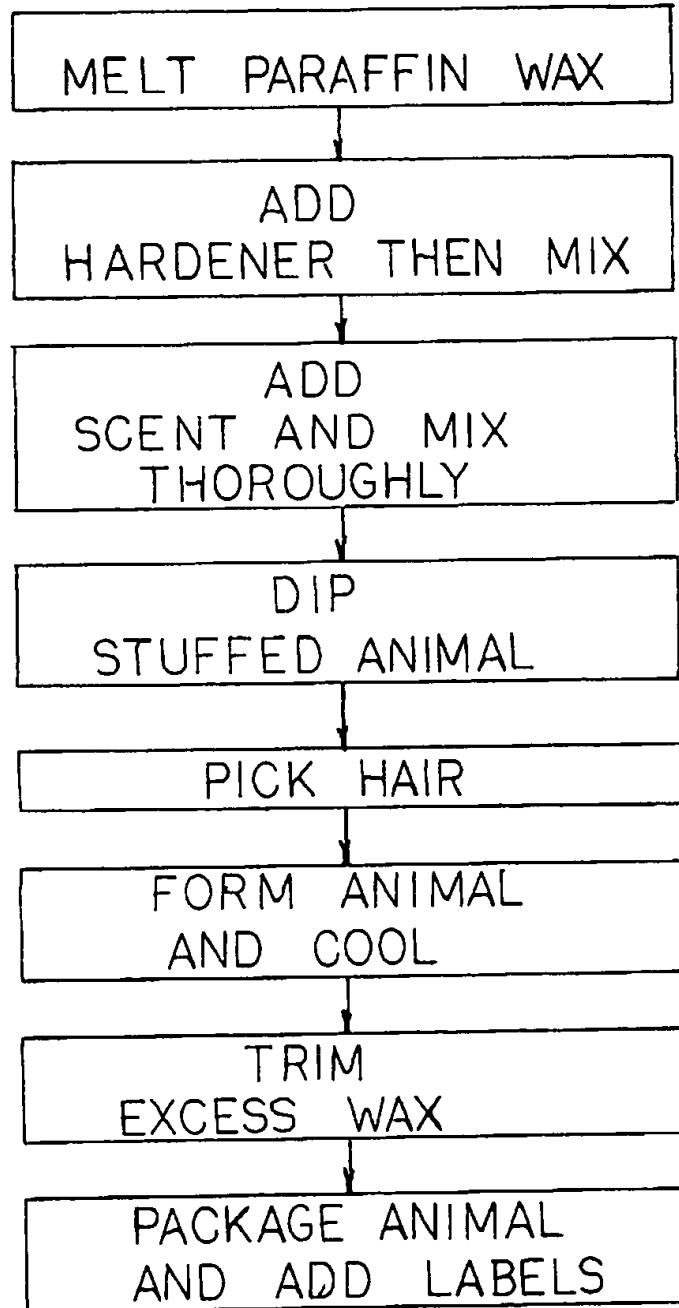 MELT PARAFFIN WAX
ADD
HARDENER THEN MIX
ADD
SCENT AND MIX
THOROUGHLY
DIP
STUFFED ANIMAL
PICK HAIR
FORM ANIMAL
AND COOL
TRIM
EXCESS WAX
PACKAGE ANIMAL
AND ADD LABELS